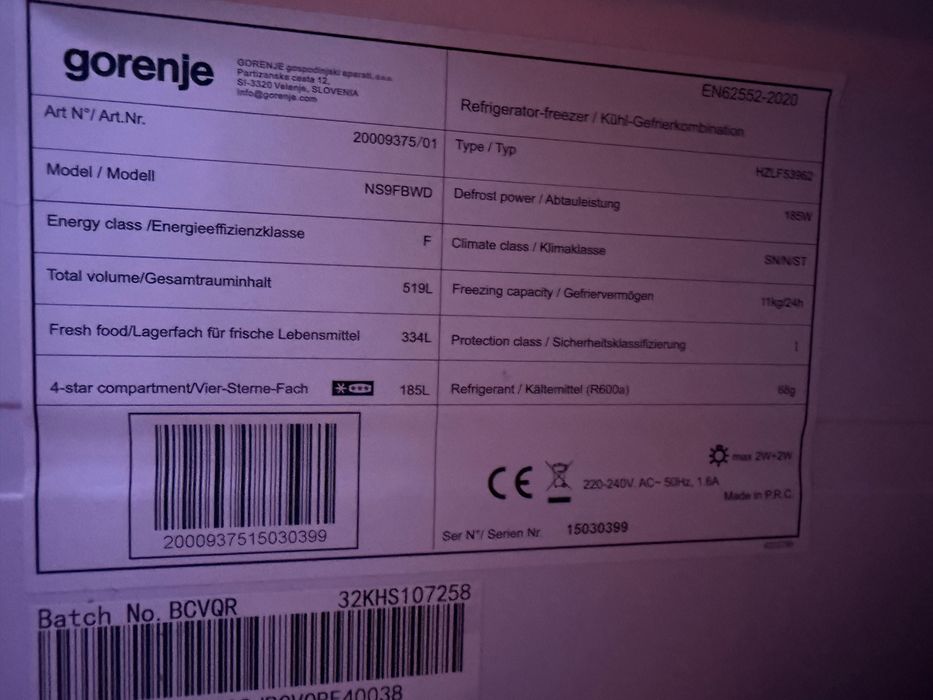 gorenje
GORENJE gospodinjski aparati, d.o.o.
Partizanska cesta 12,
SI-3320 Velenje, SLOVENIA
info@gorenje.com
Art N°/ Art.Nr. 20009375/01
Model / Modell NS9FBWD
Energy class /Energieeffizienzklasse F
Total volume/Gesamtrauminhalt 519L
Fresh food/Lagerfach für frische Lebensmittel 334L
4-star compartment/Vier-Sterne-Fach 185L
2000937515030399
EN62552-2020
Refrigerator-freezer / Kühl-Gefrierkombination
Type / Typ HZLF53962
Defrost power / Abtauleistung 185W
Climate class / Klimaklasse SN/N/ST
Freezing capacity / Gefriervermögen 11kg/24h
Protection class / Sicherheitsklassifizierung I
Refrigerant / Kältemittel (R600a) 68g
max 2W+2W
CE 220-240V AC~ 50Hz, 1.6A
Made in P.R.C.
Ser N°/ Serien Nr. 15030399
Batch No. BCVQR 32KHS107258